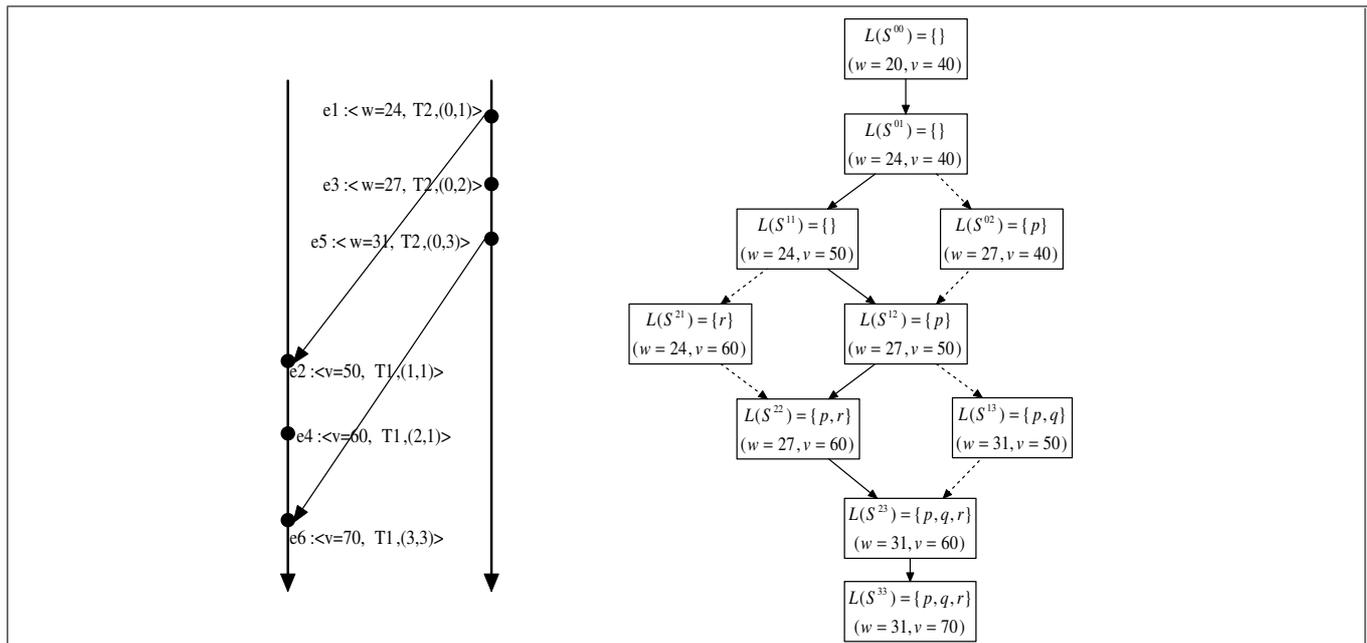 e1 :< w=24, T2,(0,1)>
e3 :< w=27, T2,(0,2)>
e5 :< w=31, T2,(0,3)>
e2 :<v=50, T1,(1,1)>
e4 :<v=60, T1,(2,1)>
e6 :<v=70, T1,(3,3)>
L(S^00) = {}
(w = 20, v = 40)
L(S^01) = {}
(w = 24, v = 40)
L(S^11) = {}
(w = 24, v = 50)
L(S^02) = {p}
(w = 27, v = 40)
L(S^21) = {r}
(w = 24, v = 60)
L(S^12) = {p}
(w = 27, v = 50)
L(S^22) = {p, r}
(w = 27, v = 60)
L(S^13) = {p, q}
(w = 31, v = 50)
L(S^23) = {p, q, r}
(w = 31, v = 60)
L(S^33) = {p, q, r}
(w = 31, v = 70)